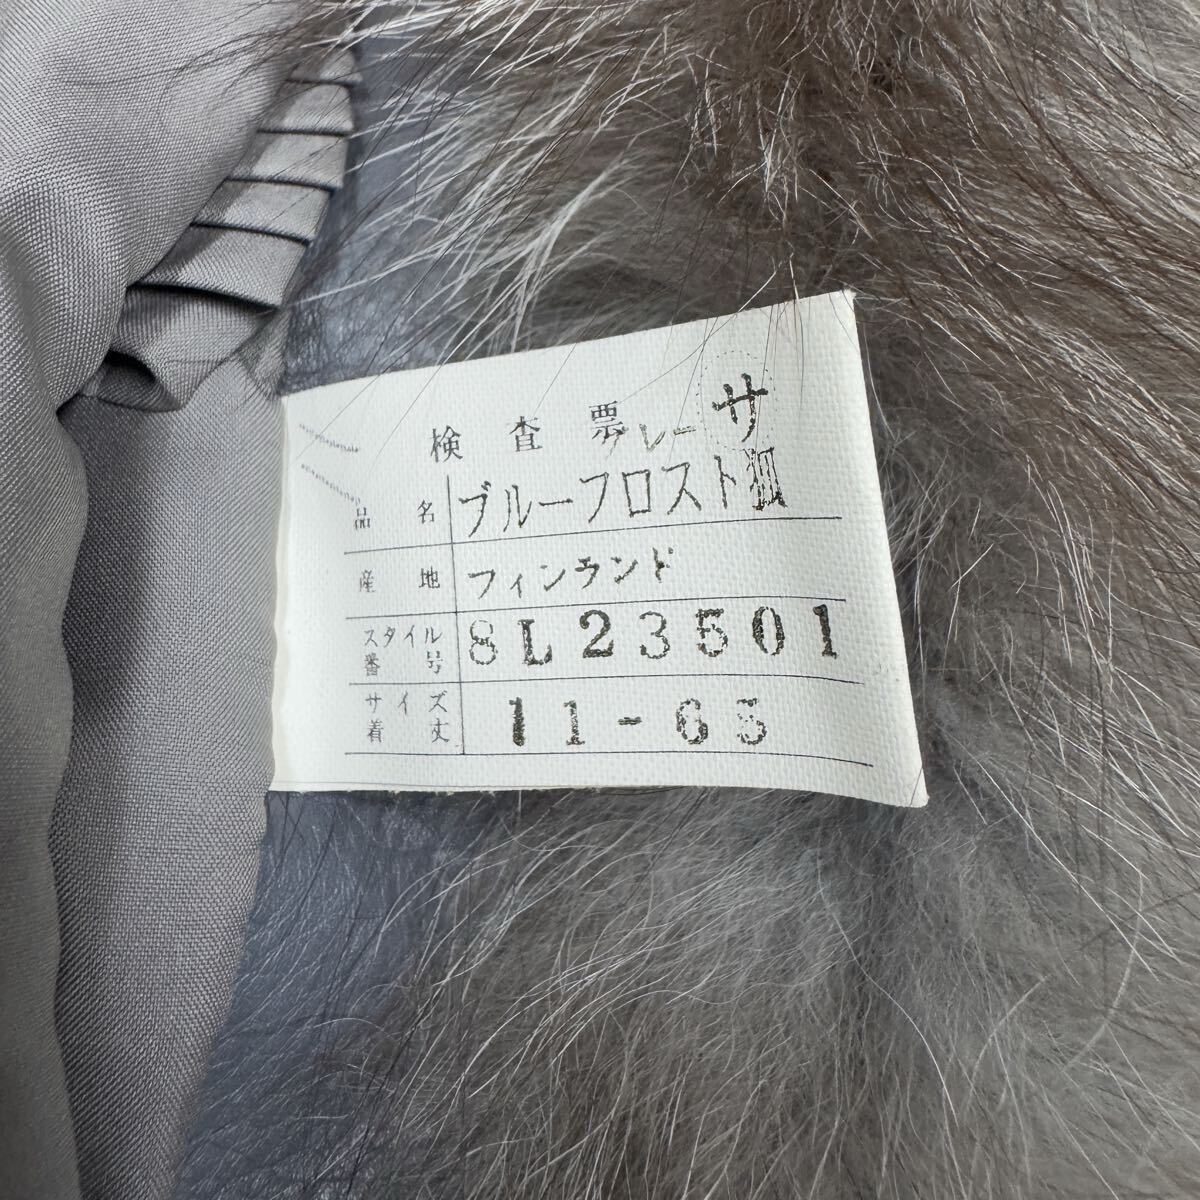 サ
検査票
レー
品名 ブルーフロスト狐
産地 フィンランド
スタイル番号 8L23501
サイズ着丈 11-65